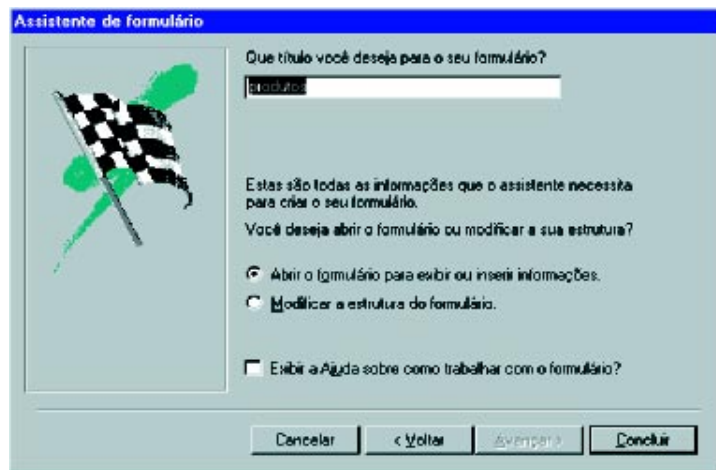 Assistente de formulário
Que título você deseja para o seu formulário?
produtos
Estas são todas as informações que o assistente necessita
para criar o seu formulário.
Você deseja abrir o formulário ou modificar a sua estrutura?
Abrir o formulário para exibir ou inserir informações.
Modificar a estrutura do formulário.
Exibir a Ajuda sobre como trabalhar com o formulário?
Cancelar
< Voltar
Avançar >
Concluir